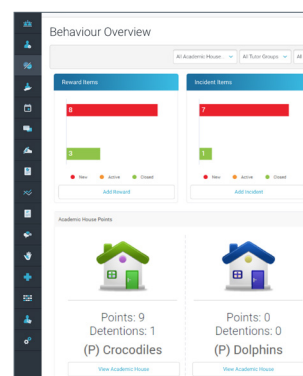 Behaviour Overview
All Academic House... All Tutor Groups All
Reward Items Incident Items
8 7
3 1
New Active Closed New Active Closed
Add Reward Add Incident
Academic House Points
Points: 9 Points: 0
Detentions: 1 Detentions: 0
(P) Crocodiles (P) Dolphins
View Academic House View Academic House